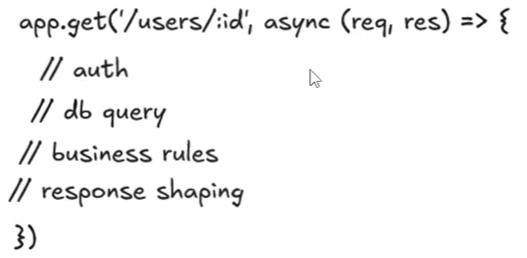 app.get('/users/:id', async (req, res) => {
// auth
// db query
// business rules
// response shaping
})